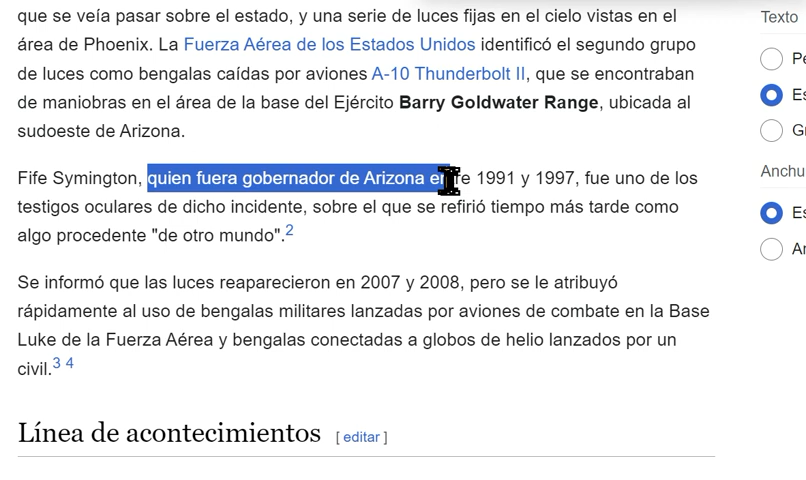 que se veía pasar sobre el estado, y una serie de luces fijas en el cielo vistas en el
área de Phoenix. La Fuerza Aérea de los Estados Unidos identificó el segundo grupo
de luces como bengalas caídas por aviones A-10 Thunderbolt II, que se encontraban
de maniobras en el área de la base del Ejército Barry Goldwater Range, ubicada al
sudoeste de Arizona.
Fife Symington, quien fuera gobernador de Arizona entre 1991 y 1997, fue uno de los
testigos oculares de dicho incidente, sobre el que se refirió tiempo más tarde como
algo procedente "de otro mundo".2
Se informó que las luces reaparecieron en 2007 y 2008, pero se le atribuyó
rápidamente al uso de bengalas militares lanzadas por aviones de combate en la Base
Luke de la Fuerza Aérea y bengalas conectadas a globos de helio lanzados por un
civil.3 4
Línea de acontecimientos [ editar ]
Texto
Pe
Es
Gr
Anchu
Es
An